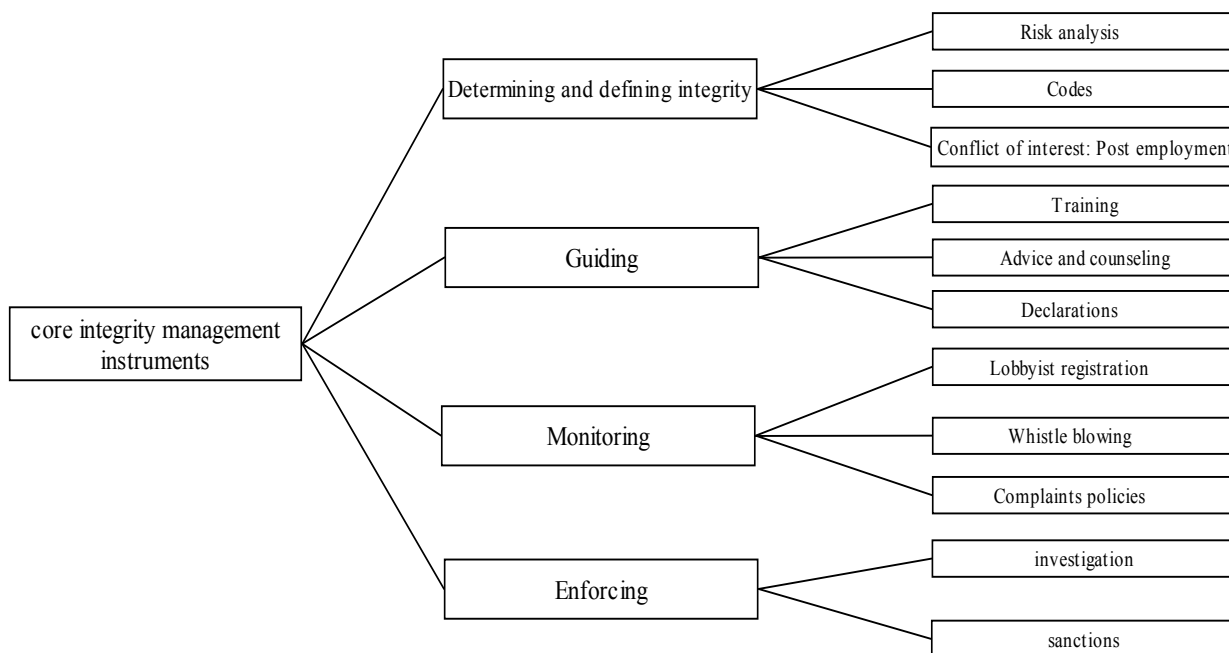 Risk analysis
Determining and defining integrity
Codes
Conflict of interest: Post employment
Training
Guiding
Advice and counseling
Declarations
core integrity management
instruments
Lobbyist registration
Monitoring
Whistle blowing
Complaints policies
investigation
Enforcing
sanctions